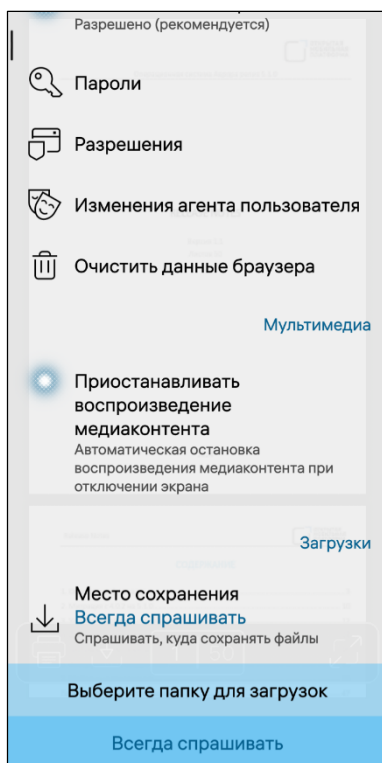 Разрешено (рекомендуется)
Пароли
Разрешения
Изменения агента пользователя
Очистить данные браузера
Мультимедиа
Приостанавливать
воспроизведение
медиаконтента
Автоматическая остановка
воспроизведения медиаконтента при
отключении экрана
Загрузки
Место сохранения
Всегда спрашивать
Спрашивать, куда сохранять файлы
Выберите папку для загрузок
Всегда спрашивать